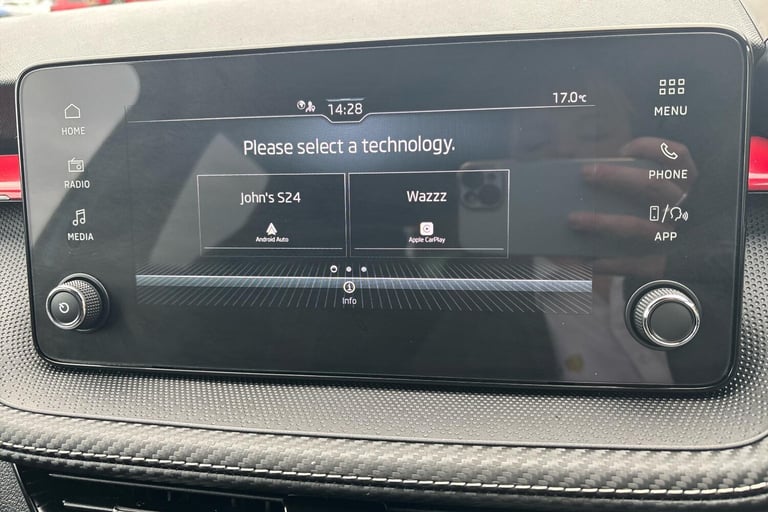 14:28
17.0°C
HOME
RADIO
MEDIA
Please select a technology.
John's S24
Android Auto
Wazzz
Apple CarPlay
Info
MENU
PHONE
APP